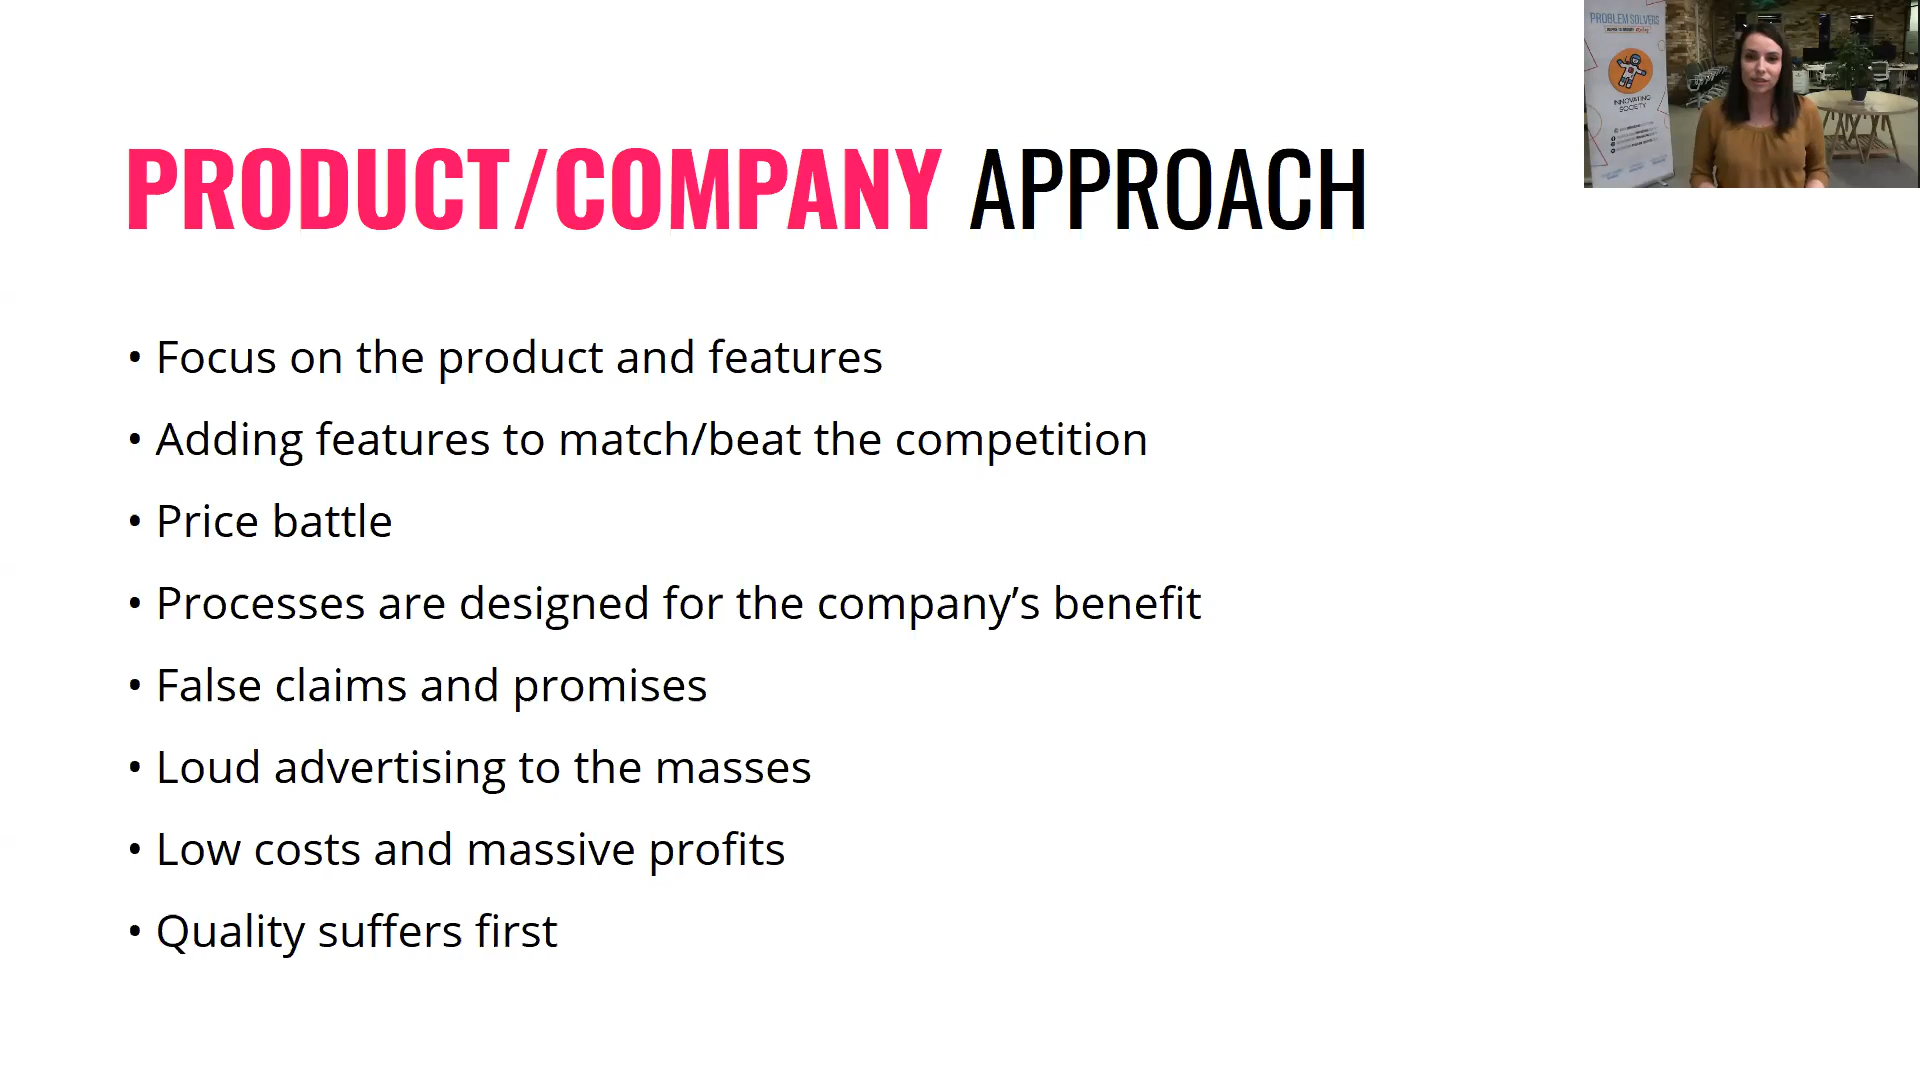 PROBLEM SOLVERS
INNOVATING
SOCIETY
PRODUCT/COMPANY APPROACH
• Focus on the product and features
• Adding features to match/beat the competition
• Price battle
• Processes are designed for the company’s benefit
• False claims and promises
• Loud advertising to the masses
• Low costs and massive profits
• Quality suffers first